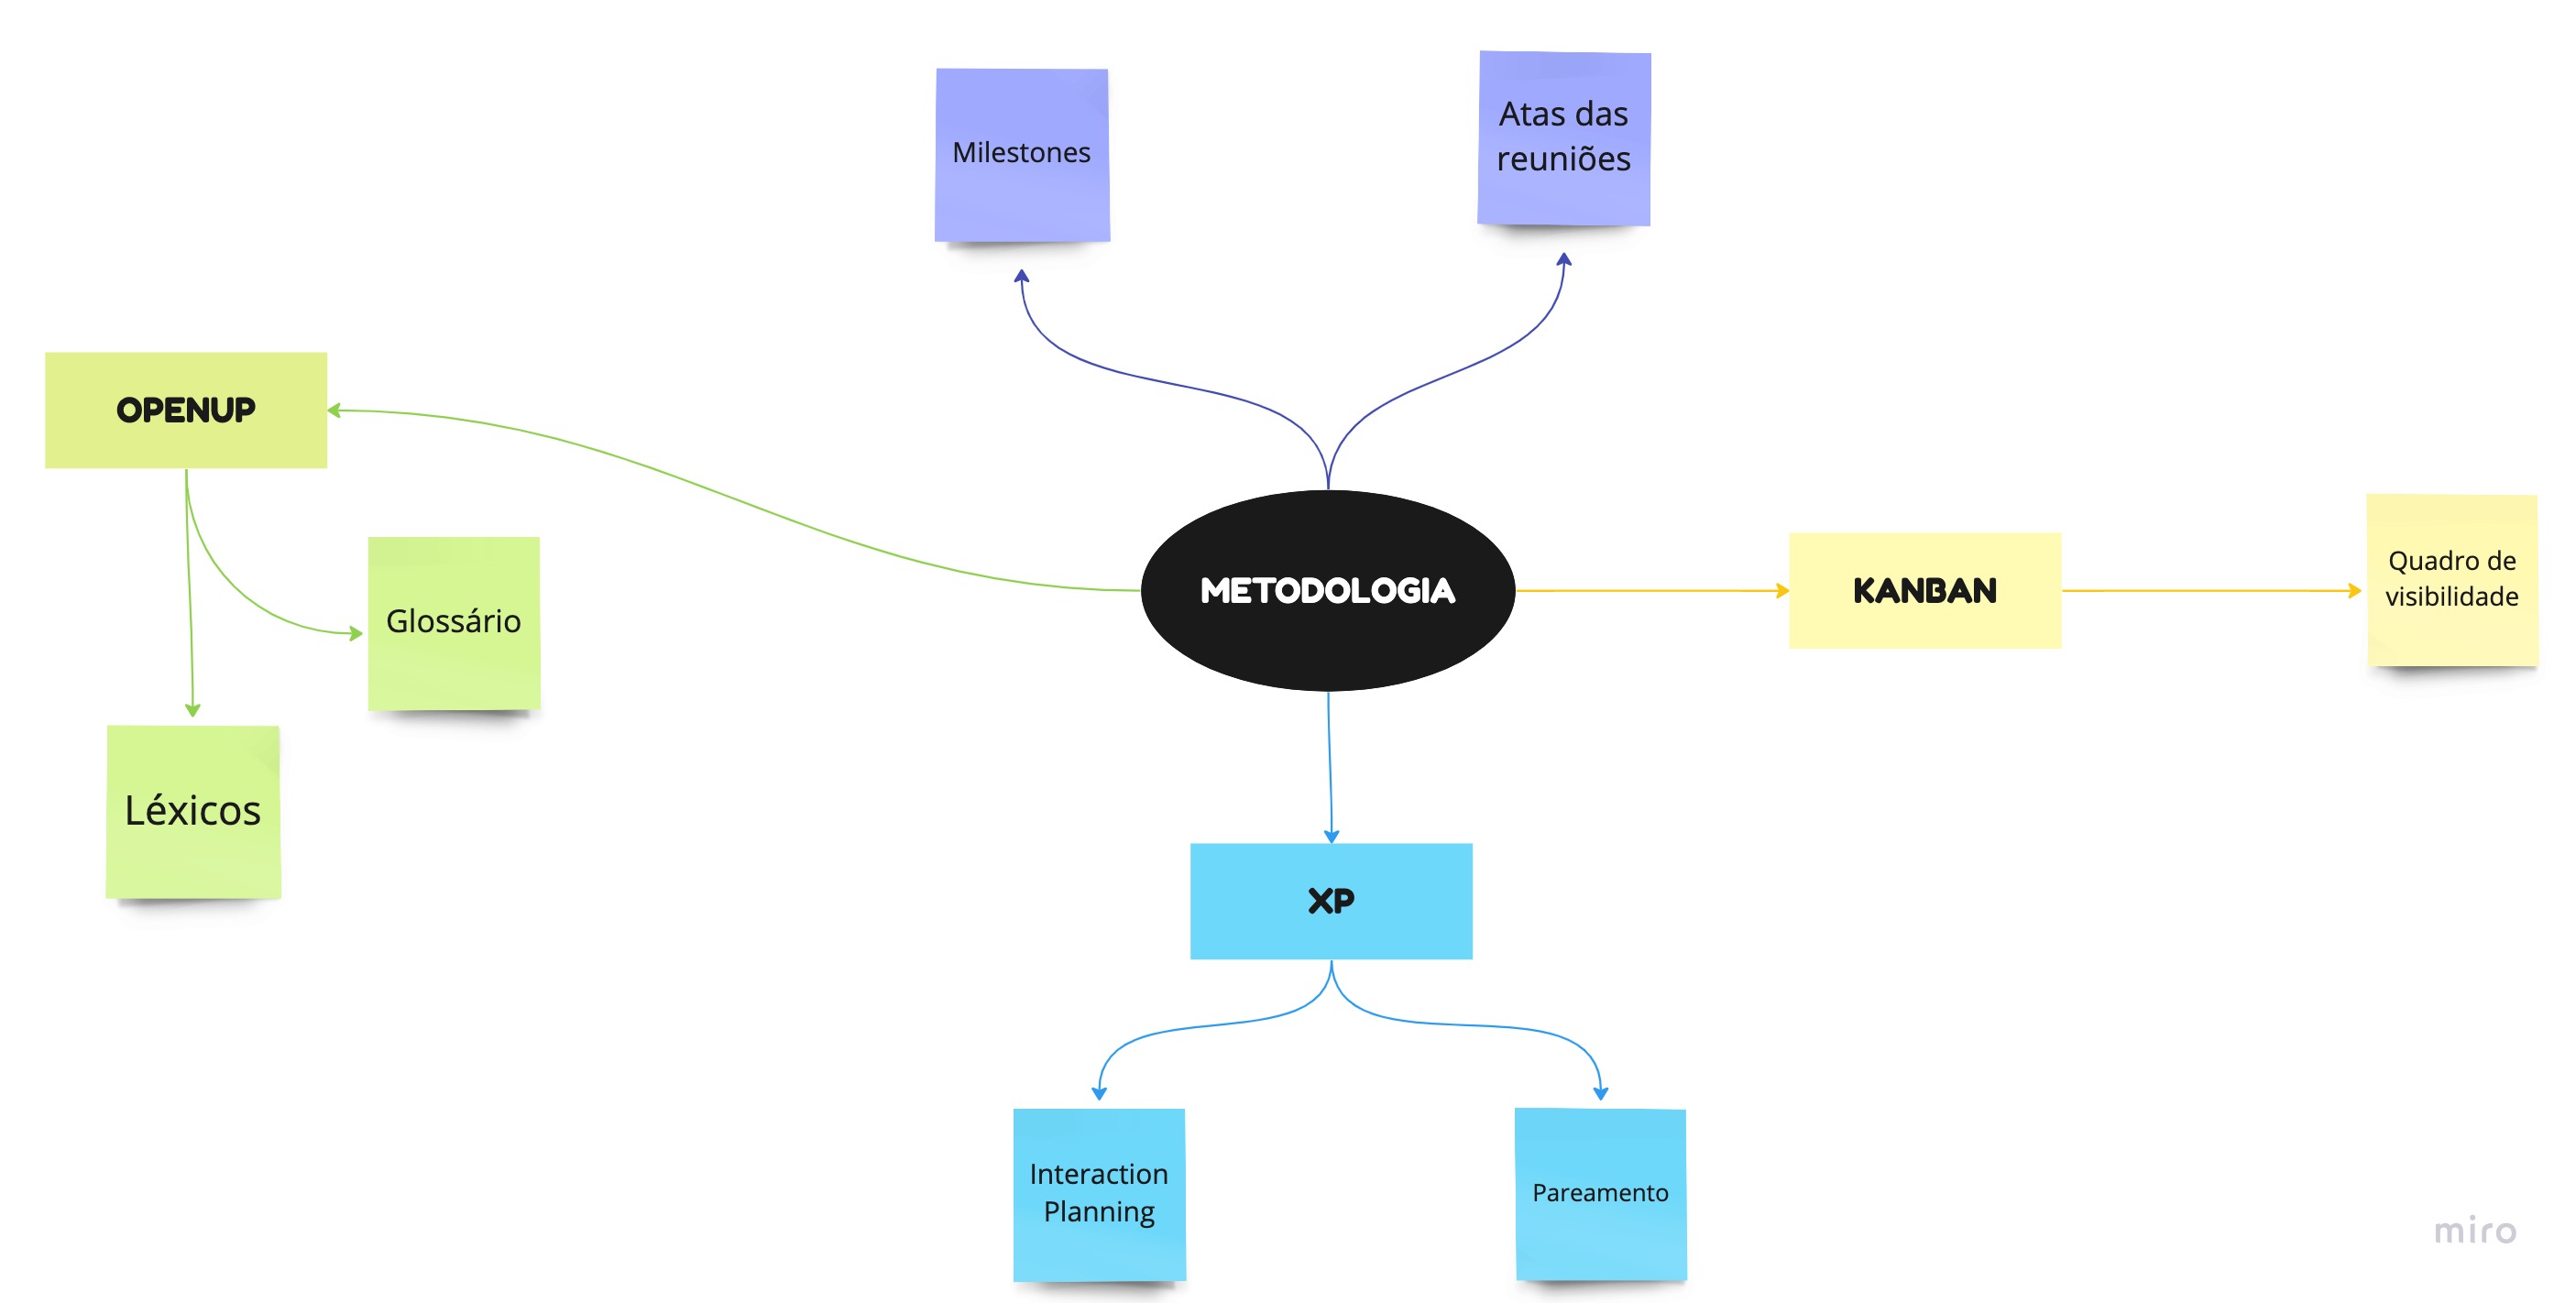 Milestones
Atas das
reuniões
OPENUP
Glossário
Léxicos
METODOLOGIA
KANBAN
Quadro de
visibilidade
XP
Interaction
Planning
Pareamento
miro